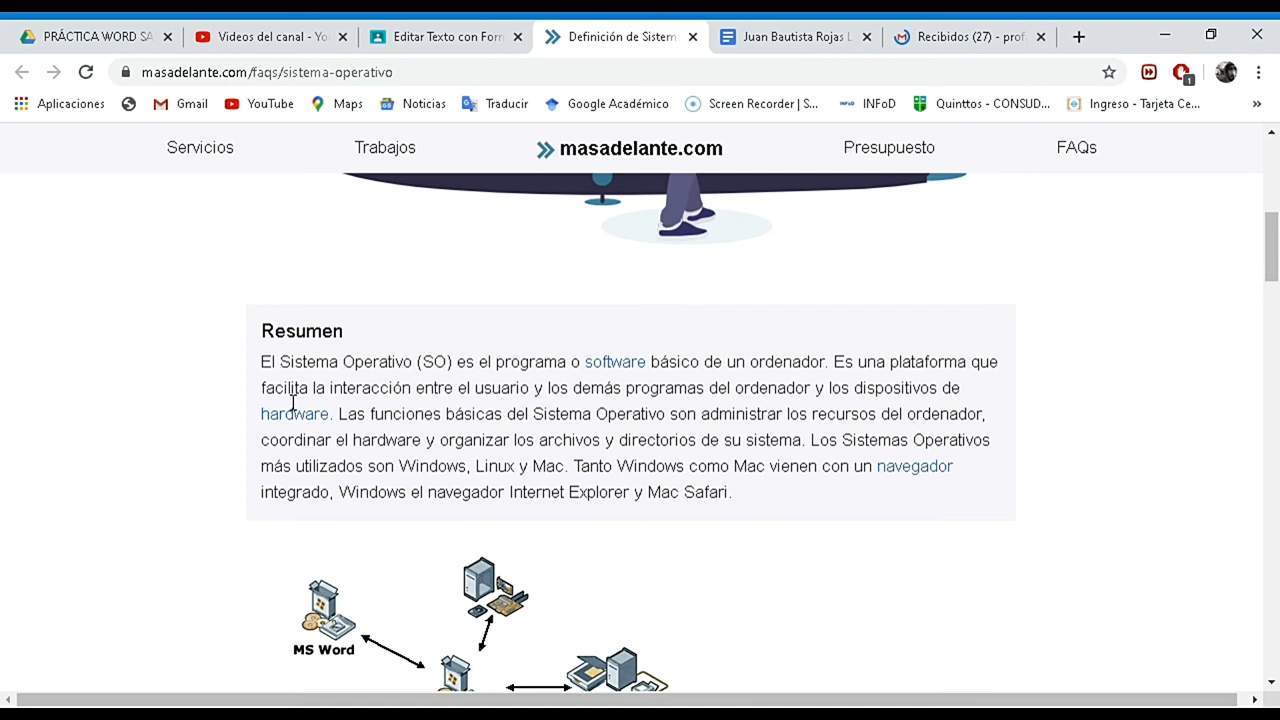 PRÁCTICA WORD SA
Videos del canal - Yo
Editar Texto con Form
Definición de Sistem
Juan Bautista Rojas L
Recibidos (27) - prof
masadelante.com/faqs/sistema-operativo
1
Aplicaciones
Gmail
YouTube
Maps
Noticias
Traducir
Google Académico
Screen Recorder | S...
INFoD
INFoD
Quinttos - CONSUD...
Ingreso - Tarjeta Ce...
»
Servicios
Trabajos
masadelante.com
Presupuesto
FAQs
Resumen
El Sistema Operativo (SO) es el programa o software básico de un ordenador. Es una plataforma que
facilita la interacción entre el usuario y los demás programas del ordenador y los dispositivos de
hardware. Las funciones básicas del Sistema Operativo son administrar los recursos del ordenador,
coordinar el hardware y organizar los archivos y directorios de su sistema. Los Sistemas Operativos
más utilizados son Windows, Linux y Mac. Tanto Windows como Mac vienen con un navegador
integrado, Windows el navegador Internet Explorer y Mac Safari.
MS Word